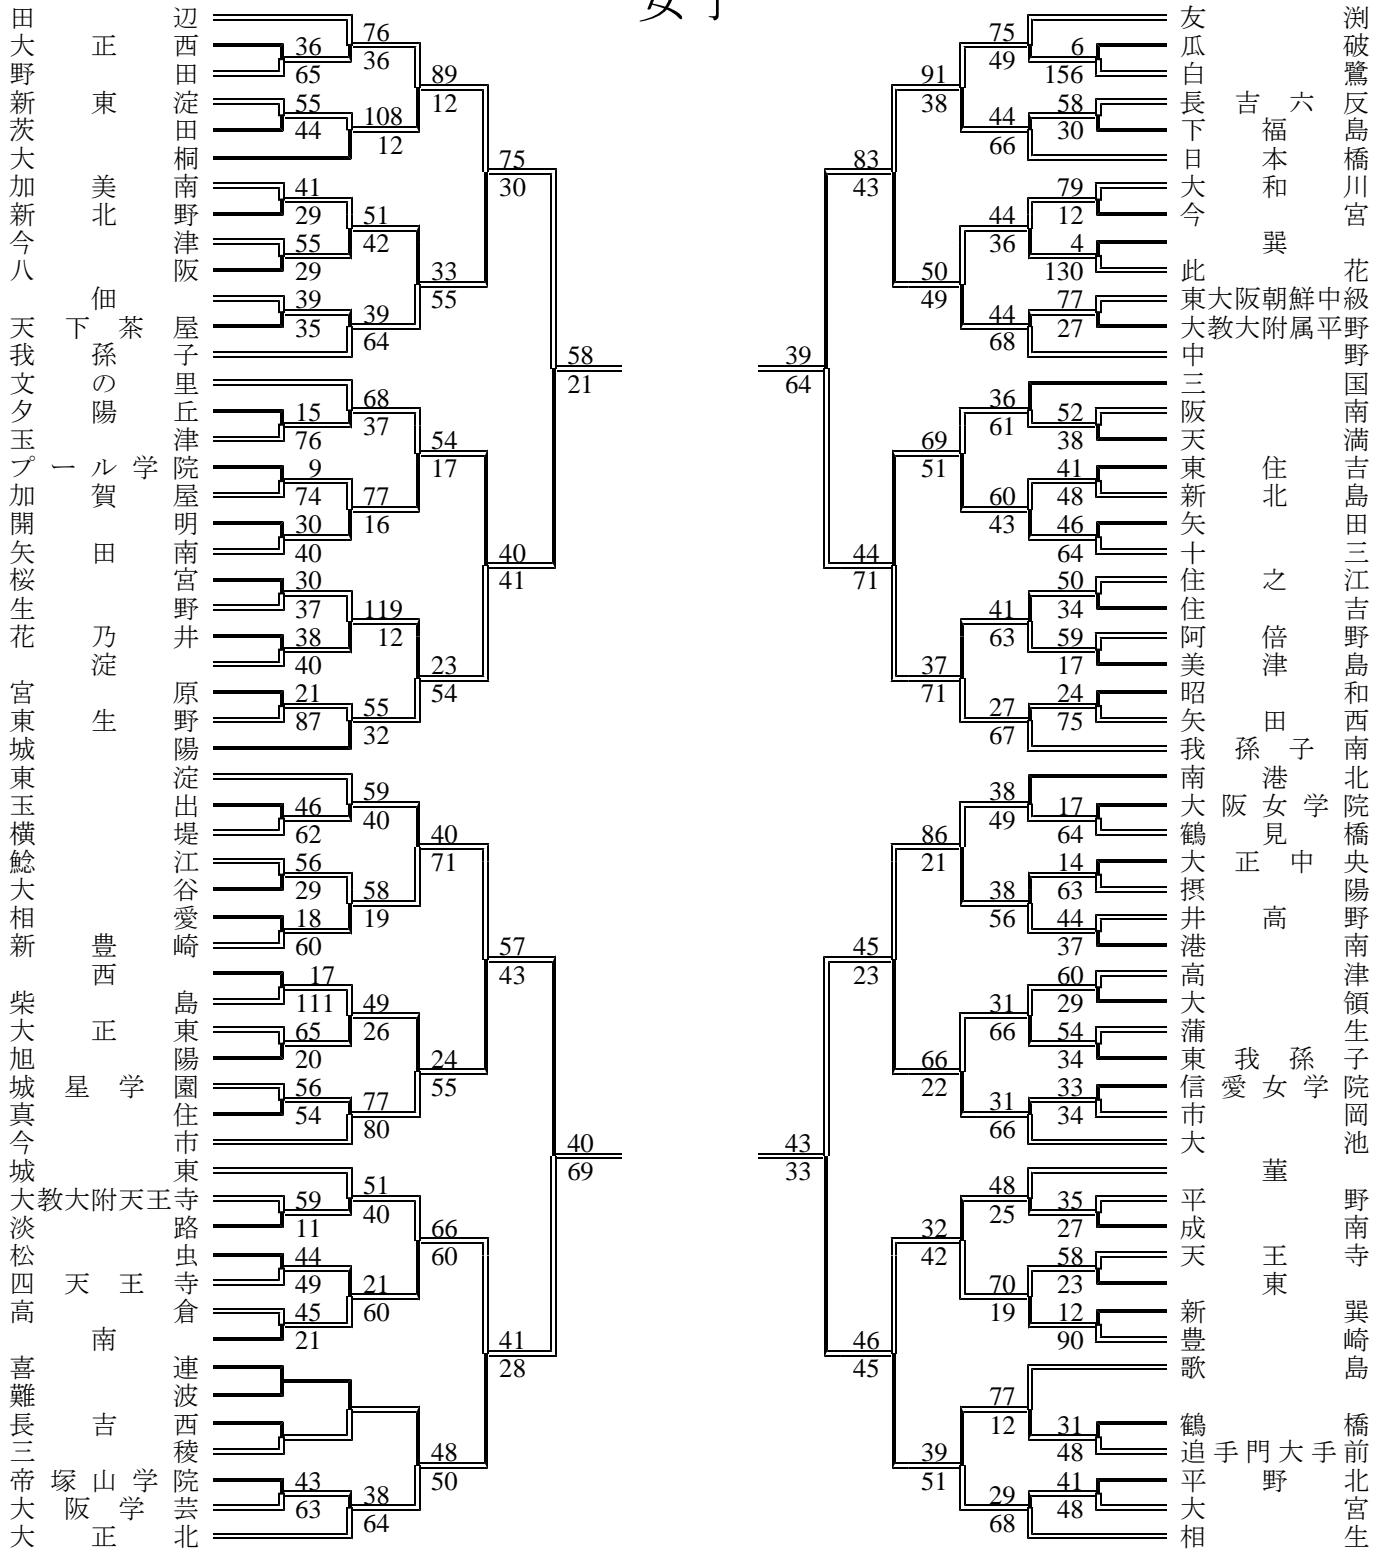 女子
田辺
大正西
野田
新東淀
茨田
大桐
加美南
新北野
今津
八阪
佃
天下茶屋
我孫子
文の里
夕陽丘
玉津
プール学院
加賀屋
開明
矢田南
桜宮
生野
花乃井
淀
宮原
東生野
城陽
東淀
玉出
横堤
鯰江
大谷
相愛
新豊崎
西
柴島
大正東
旭陽
城星学園
真住
今市
城東
大教大附天王寺
淡路
松虫
四天王寺
高倉
南
喜連
難波
長吉西
三稜
帝塚山学院
大阪学芸
大正北
36
65
55
44
41
29
55
29
39
35
15
76
9
74
30
40
30
37
38
40
21
87
46
62
56
29
18
60
17
111
65
20
56
54
59
11
44
49
45
21
43
63
76
36
108
12
51
42
39
64
68
37
77
16
119
12
55
32
59
40
58
19
49
26
77
80
51
40
21
60
38
64
89
12
33
55
54
17
23
54
40
71
24
55
66
60
48
50
75
30
40
41
57
43
41
28
58
21
40
69
39
64
43
33
83
43
44
71
45
23
46
45
91
38
50
49
69
51
37
71
86
21
66
22
32
42
39
51
75
49
44
66
44
36
44
68
36
61
60
43
41
63
27
67
38
49
38
56
31
66
31
66
48
25
70
19
77
12
29
68
6
156
58
30
79
12
4
130
77
27
52
38
41
48
46
64
50
34
59
17
24
75
17
64
14
63
44
37
60
29
54
34
33
34
35
27
58
23
12
90
31
48
41
48
友渕
瓜破
白鷺
長吉六反
下福島
日本橋
大和川
今宮
巽
此花
東大阪朝鮮中級
大教大附属平野
中野
三国
阪南
天満
東住吉
新北島
矢田
十三
住之江
住吉
阿倍野
美津島
昭和
矢田西
我孫子南
南港北
大阪女学院
鶴見橋
大正中央
摂陽
井高野
港南
高津
大領
蒲生
東我孫子
信愛女学院
市岡
大池
菫
平野
成南
天王寺
東
新巽
豊崎
歌島
鶴橋
追手門大手前
平野北
大宮
相生